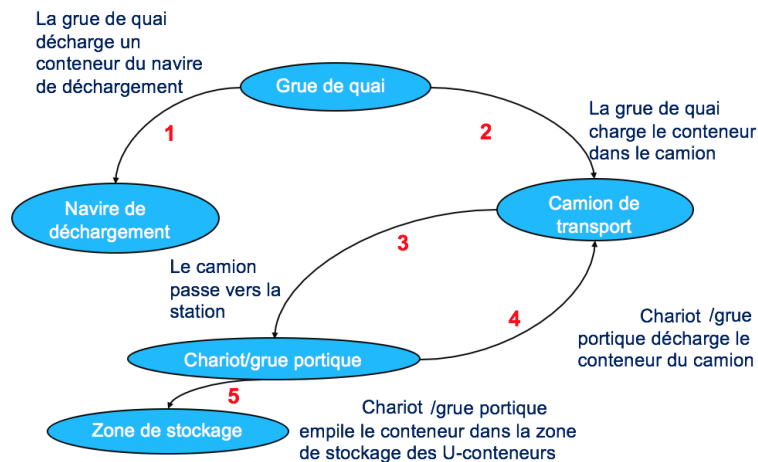 La grue de quai
décharge un
conteneur du navire
de déchargement
Grue de quai
1
2
La grue de quai
charge le conteneur
dans le camion
Navire de
déchargement
Camion de
transport
3
Le camion
passe vers la
station
4
Chariot /grue
portique décharge le
conteneur du camion
Chariot/grue portique
5
Zone de stockage
Chariot /grue portique
empile le conteneur dans la zone
de stockage des U-conteneurs